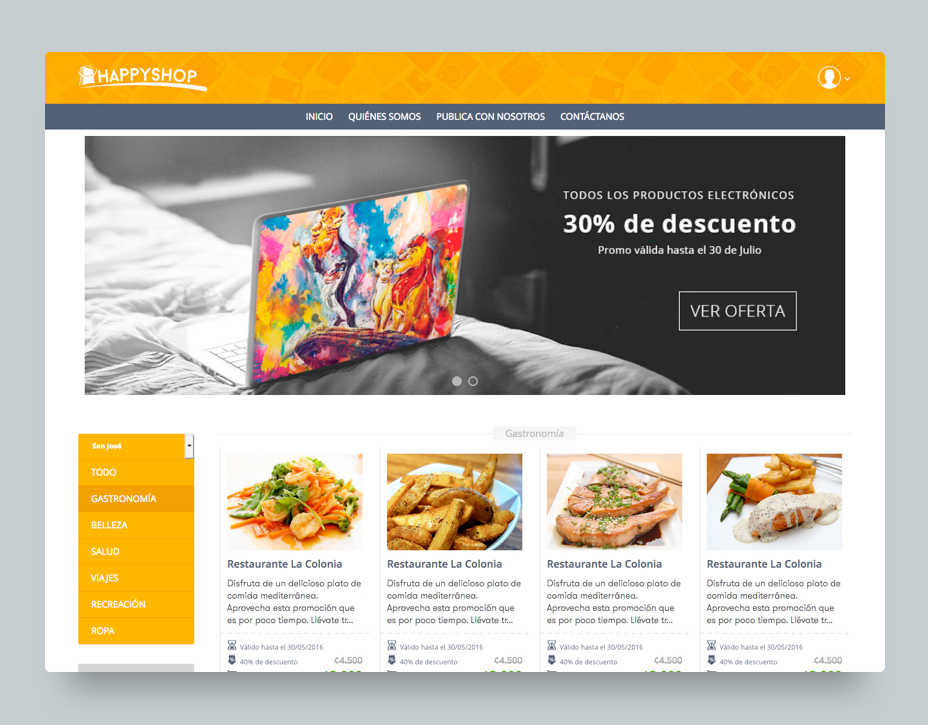 HAPPYSHOP
INICIO QUIÉNES SOMOS PUBLICA CON NOSOTROS CONTÁCTANOS
TODOS LOS PRODUCTOS ELECTRÓNICOS
30% de descuento
Promo válida hasta el 30 de Julio
VER OFERTA
San José
TODO
GASTRONOMÍA
BELLEZA
SALUD
VIAJES
RECREACIÓN
ROPA
Gastronomía
Restaurante La Colonia
Disfruta de un delicioso plato de
comida mediterránea.
Aprovecha esta promoción que
es por poco tiempo. Llévate tr...
Válido hasta el 30/05/2016
40% de descuento ₡4.500
Restaurante La Colonia
Disfruta de un delicioso plato de
comida mediterránea.
Aprovecha esta promoción que
es por poco tiempo. Llévate tr...
Válido hasta el 30/05/2016
40% de descuento ₡4.500
Restaurante La Colonia
Disfruta de un delicioso plato de
comida mediterránea.
Aprovecha esta promoción que
es por poco tiempo. Llévate tr...
Válido hasta el 30/05/2016
40% de descuento ₡4.500
Restaurante La Colonia
Disfruta de un delicioso plato de
comida mediterránea.
Aprovecha esta promoción que
es por poco tiempo. Llévate tr...
Válido hasta el 30/05/2016
40% de descuento ₡4.500